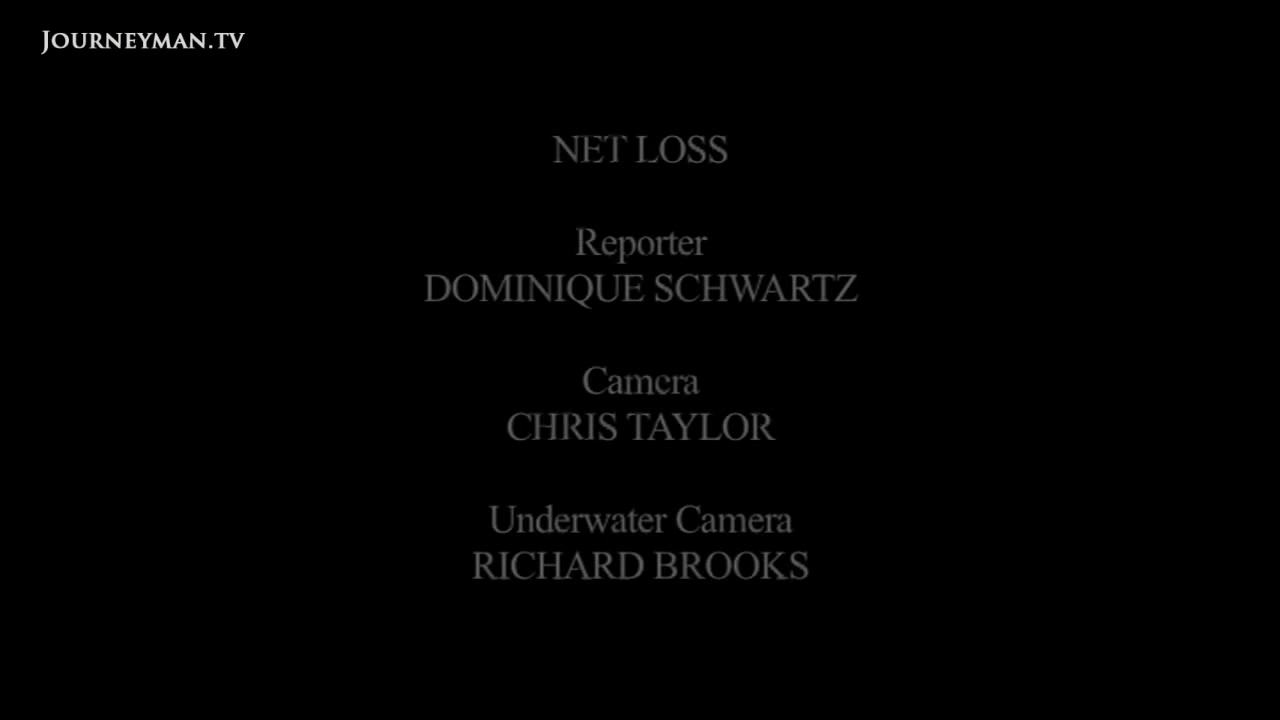 JOURNEYMAN.TV
NET LOSS
Reporter
DOMINIQUE SCHWARTZ
Camera
CHRIS TAYLOR
Underwater Camera
RICHARD BROOKS